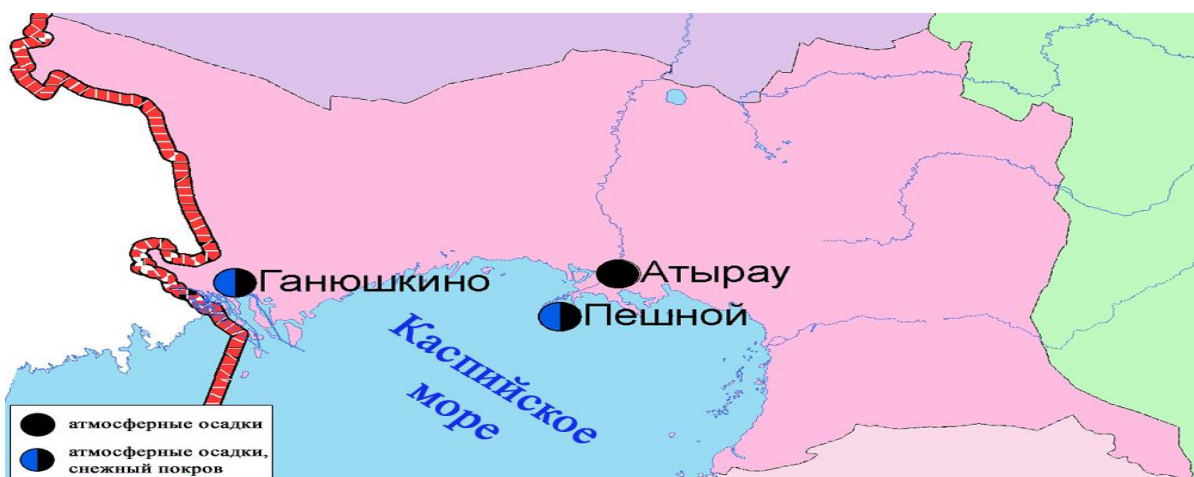 Ганюшкино
Атырау
Пешной
Каспийское
море
атмосферные осадки
атмосферные осадки,
снежный покров